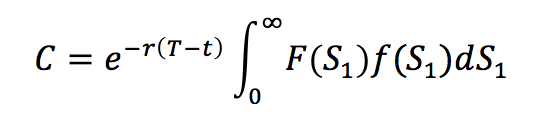 C = e^{-r(T-t)} ∫_0^∞ F(S_1)f(S_1)dS_1